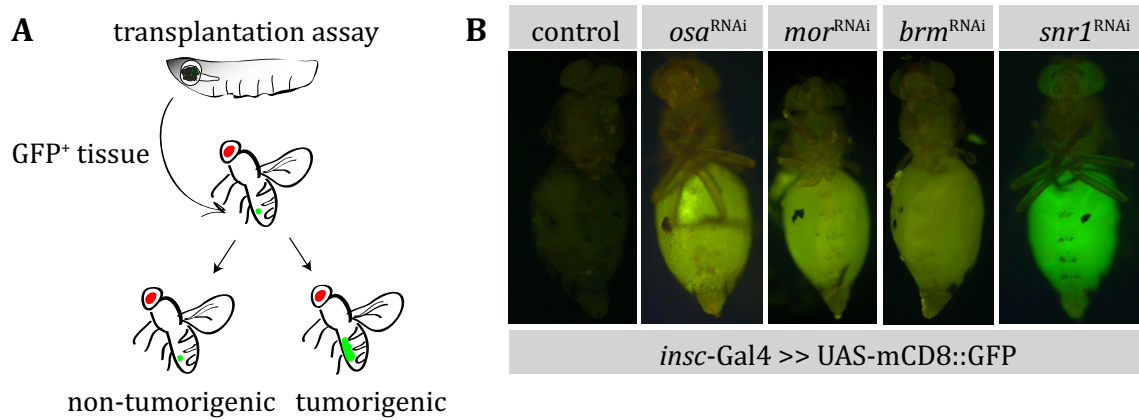 A
transplantation assay
GFP⁺ tissue
non-tumorigenic tumorigenic
B
control osaᴿᴺᴬⁱ morᴿᴺᴬⁱ brmᴿᴺᴬⁱ snr1ᴿᴺᴬⁱ
insc-Gal4 >> UAS-mCD8::GFP